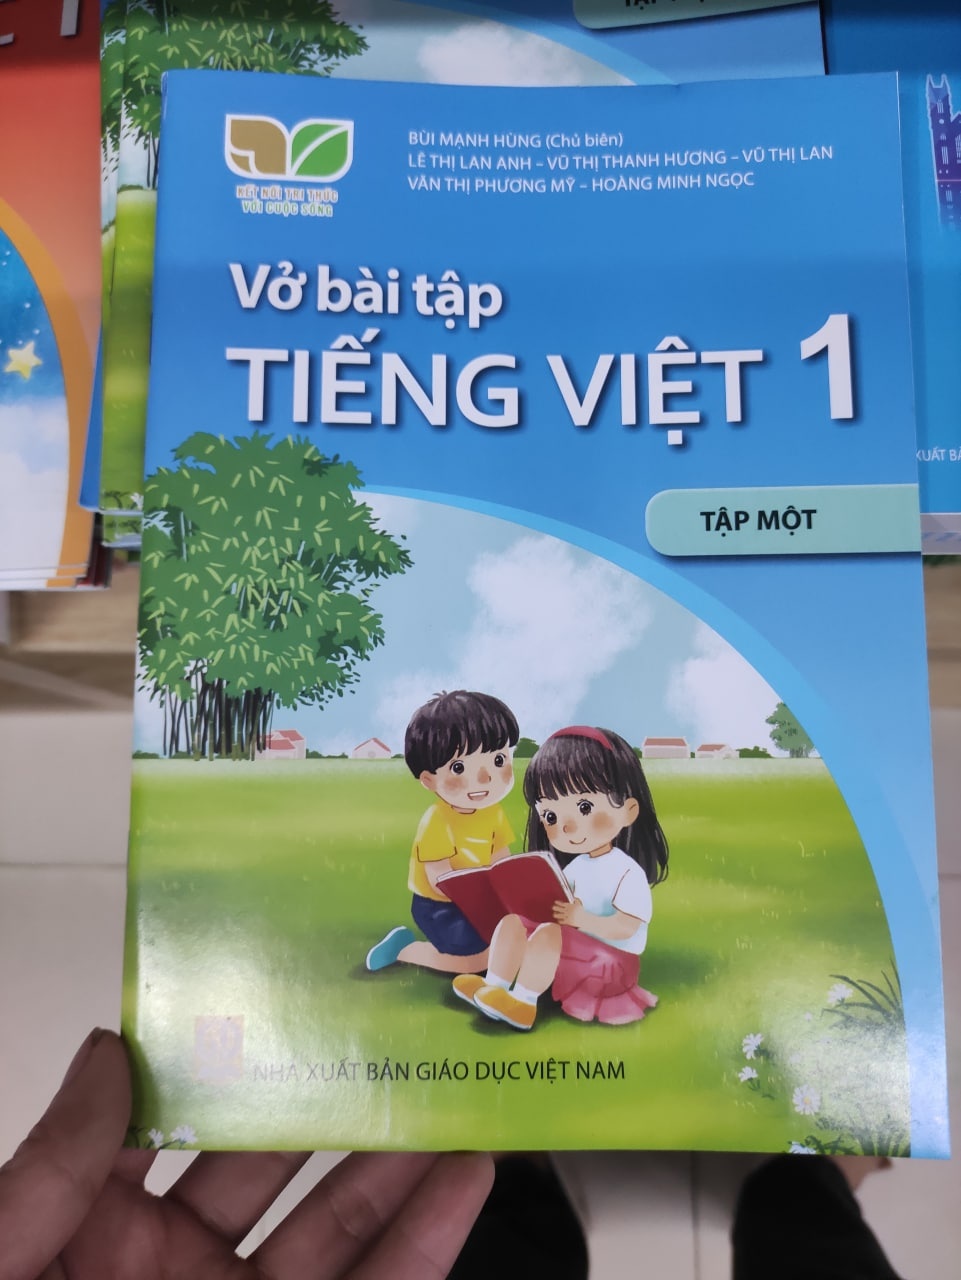 BÙI MẠNH HÙNG (Chủ biên)
LÊ THỊ LAN ANH – VŨ THỊ THANH HƯƠNG – VŨ THỊ LAN
VĂN THỊ PHƯƠNG MỸ – HOÀNG MINH NGỌC
KẾT NỐI TRI THỨC
VỚI CUỘC SỐNG
Vở bài tập
TIẾNG VIỆT 1
TẬP MỘT
NHÀ XUẤT BẢN GIÁO DỤC VIỆT NAM